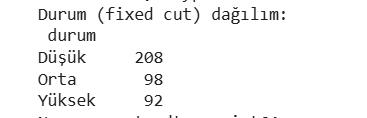 Durum (fixed cut) dağılım:
durum
Düşük 208
Orta 98
Yüksek 92